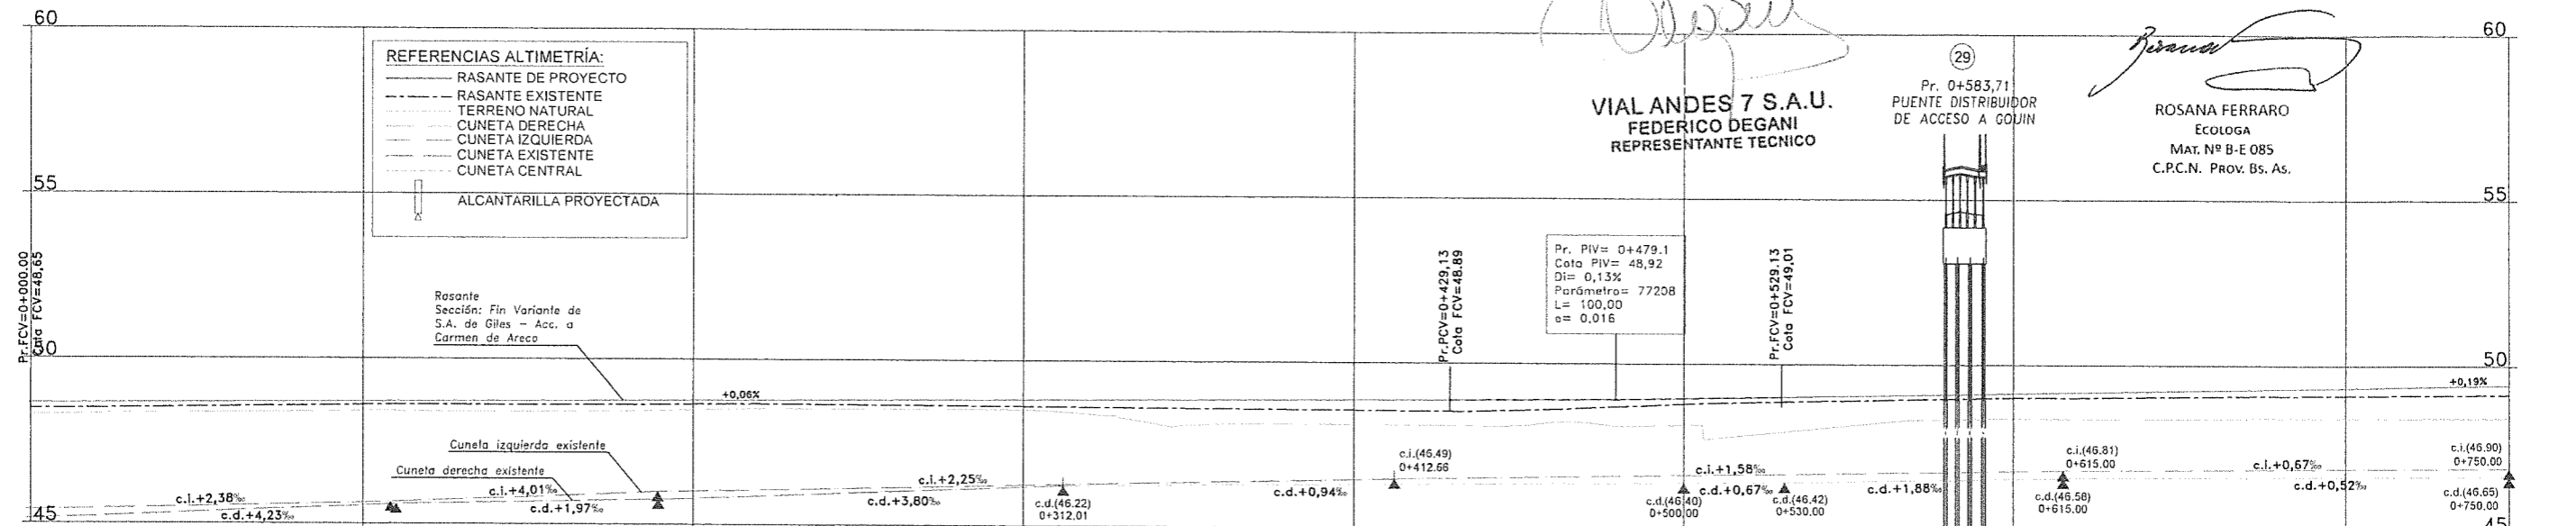 60
60
REFERENCIAS ALTIMETRÍA:
RASANTE DE PROYECTO
RASANTE EXISTENTE
TERRENO NATURAL
CUNETA DERECHA
CUNETA IZQUIERDA
CUNETA EXISTENTE
CUNETA CENTRAL
ALCANTARILLA PROYECTADA
VIAL ANDES 7 S.A.U.
FEDERICO DEGANI
REPRESENTANTE TECNICO
29
Pr. 0+583,71
PUENTE DISTRIBUIDOR
DE ACCESO A GOUIN
ROSANA FERRARO
ECOLOGA
MAT. Nº B-E 085
C.P.C.N. PROV. BS. AS.
55
55
Pr.FCV=0+000.00
Cota FCV=48,65
50
50
Rasante
Sección: Fin Variante de
S.A. de Giles - Acc. a
Carmen de Areco
Pr.PCV=0+429,13
Cota FCV=48.89
Pr. PIV= 0+479.1
Cota PIV= 48,92
Di= 0,13%
Parámetro= 77208
L= 100,00
e= 0,016
Pr.FCV=0+529.13
Cota FCV=49,01
+0,06%
+0,19%
Cuneta izquierda existente
Cuneta derecha existente
c.i.+2,38‰
c.d.+4,23‰
c.i.+4,01‰
c.d.+1,97‰
c.i.+2,25‰
c.d.+3,80‰
c.d.(46.22)
0+312.01
c.d.+0,94‰
c.i.(46.49)
0+412.66
c.i.+1,58‰
c.d.(46.40)
0+500.00
c.d.+0,67‰
c.d.(46.42)
0+530.00
c.d.+1,88‰
c.i.(46.81)
0+615.00
c.d.(46.58)
0+615.00
c.i.+0,67‰
c.d.+0,52‰
c.i.(46.90)
0+750.00
c.d.(46.65)
0+750.00
45
45